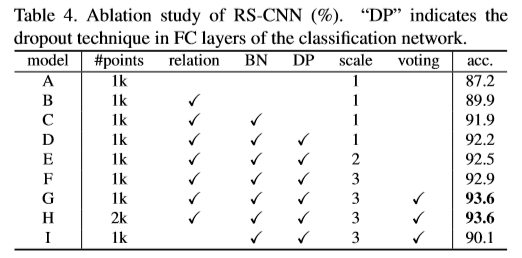 Table 4. Ablation study of RS-CNN (%). “DP” indicates the
dropout technique in FC layers of the classification network.
model #points relation BN DP scale voting acc.
A 1k 1 87.2
B 1k ✓ 1 89.9
C 1k ✓ ✓ 1 91.9
D 1k ✓ ✓ ✓ 1 92.2
E 1k ✓ ✓ ✓ 2 92.5
F 1k ✓ ✓ ✓ 3 92.9
G 1k ✓ ✓ ✓ 3 ✓ 93.6
H 2k ✓ ✓ ✓ 3 ✓ 93.6
I 1k ✓ ✓ 3 ✓ 90.1